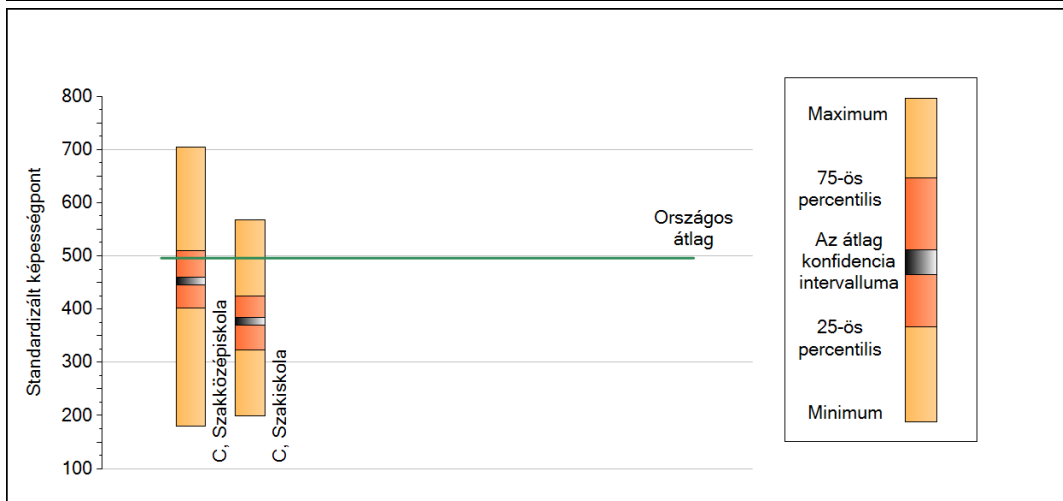 Standardizált képességpont
800
700
600
500
400
300
200
100
C, Szakközépiskola
C, Szakiskola
Országos
átlag
Maximum
75-ös
percentilis
Az átlag
konfidencia
intervalluma
25-ös
percentilis
Minimum